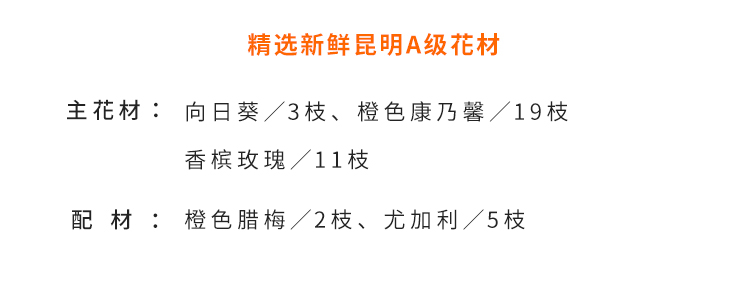 精选新鲜昆明A级花材
主花材： 向日葵／3枝、橙色康乃馨／19枝
香槟玫瑰／11枝
配材： 橙色腊梅／2枝、尤加利／5枝